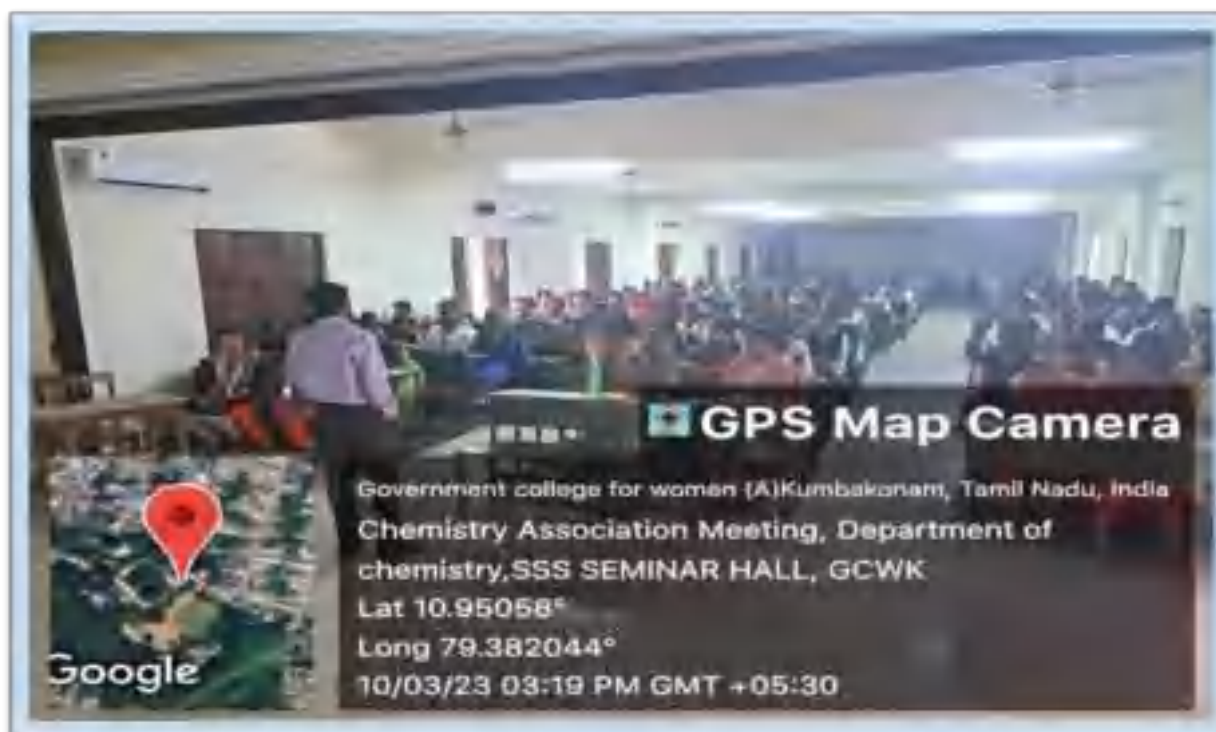 GPS Map Camera
Government college for women (A)Kumbakonam, Tamil Nadu, India
Chemistry Association Meeting, Department of
chemistry,SSS SEMINAR HALL, GCWK
Lat 10.95058°
Long 79.382044°
10/03/23 03:19 PM GMT +05:30
Google